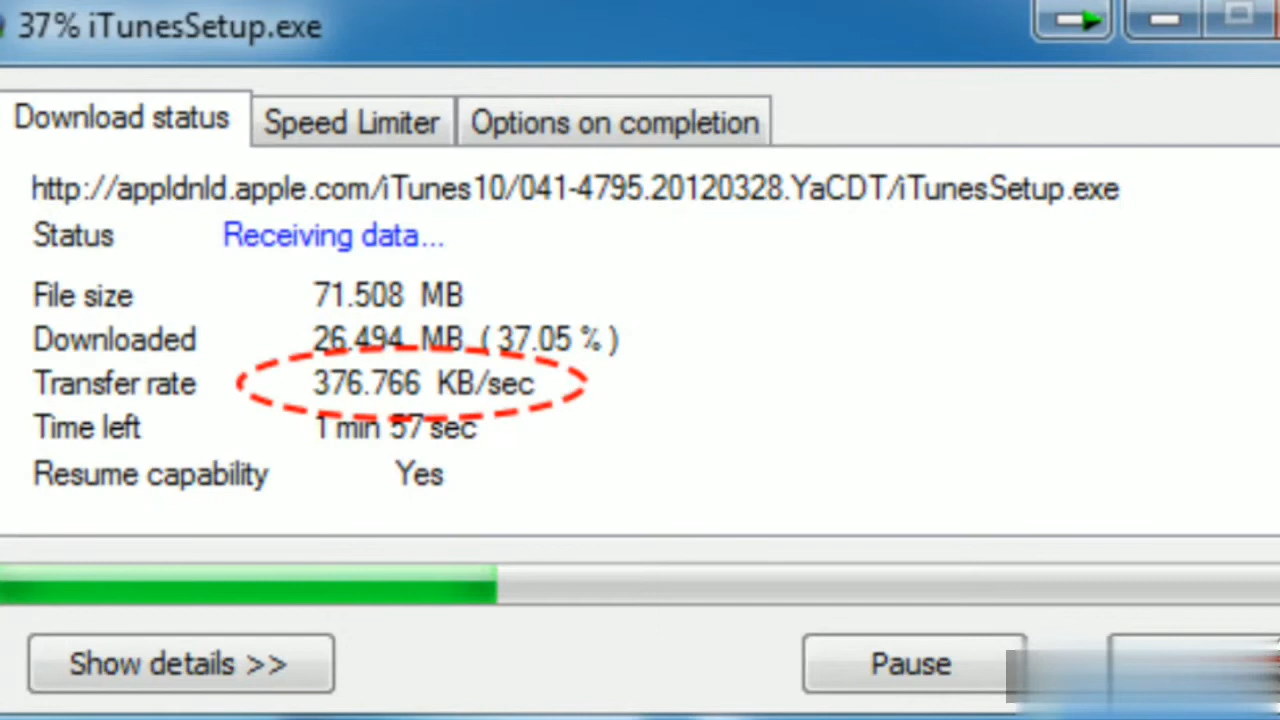 37% iTunesSetup.exe
Download status Speed Limiter Options on completion
http://appldnld.apple.com/iTunes10/041-4795.20120328.YaCDT/iTunesSetup.exe
Status Receiving data...
File size 71.508 MB
Downloaded 26.494 MB ( 37.05 % )
Transfer rate 376.766 KB/sec
Time left 1 min 57 sec
Resume capability Yes
Show details >> Pause